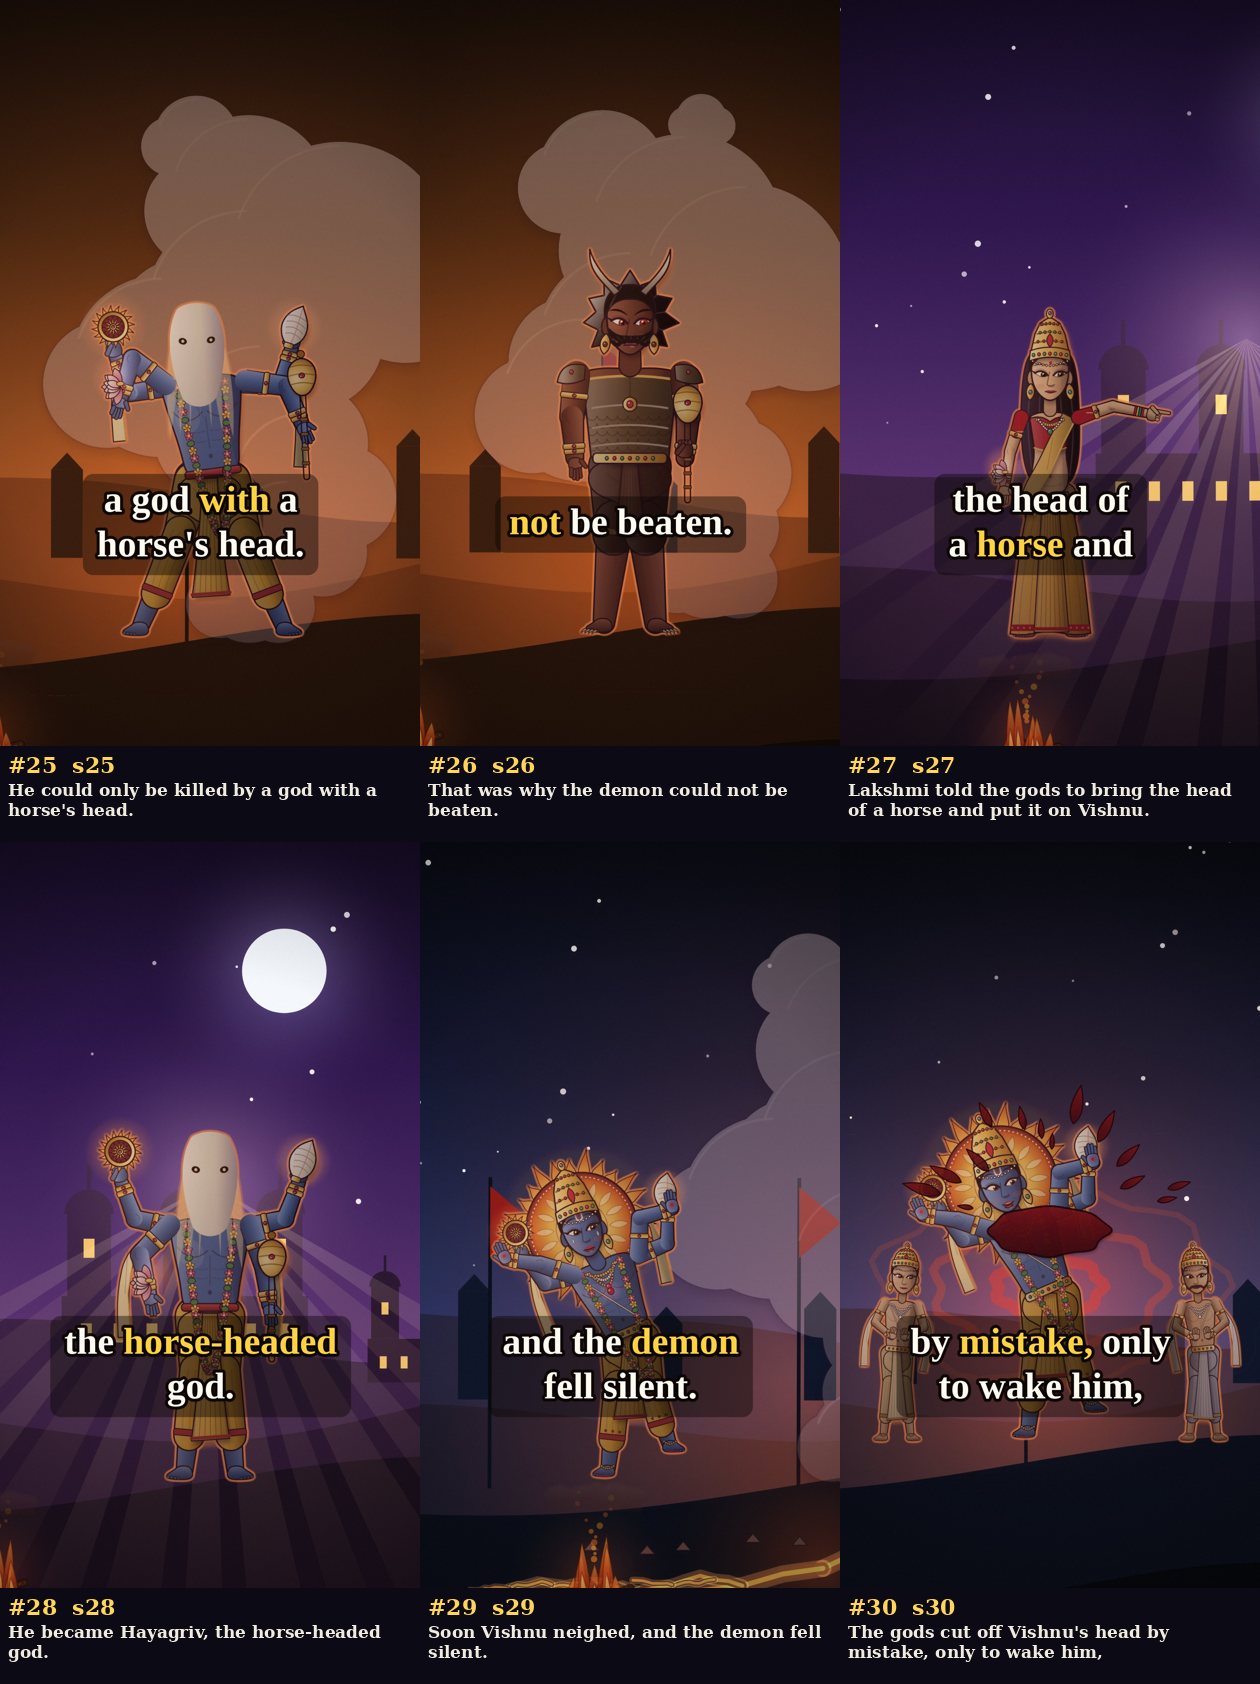 a god with a
horse's head.
#25 s25
He could only be killed by a god with a
horse's head.
not be beaten.
#26 s26
That was why the demon could not be
beaten.
the head of
a horse and
#27 s27
Lakshmi told the gods to bring the head
of a horse and put it on Vishnu.
the horse-headed
god.
#28 s28
He became Hayagriv, the horse-headed
god.
and the demon
fell silent.
#29 s29
Soon Vishnu neighed, and the demon fell
silent.
by mistake, only
to wake him,
#30 s30
The gods cut off Vishnu's head by
mistake, only to wake him,